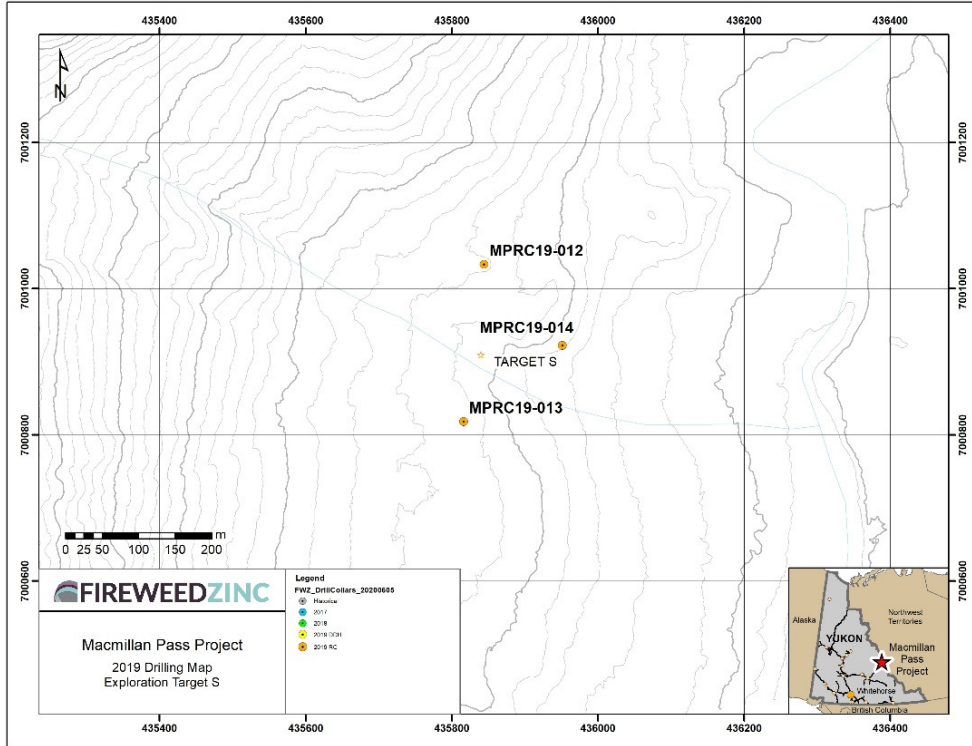 435400 435600 435800 436000 436200 436400
N
7001200 7001200
MPRC19-012
7001000 7001000
MPRC19-014
TARGET S
MPRC19-013
7000800 7000800
0 25 50 100 150 200 m
7000600 7000600
FIREWEEDZINC
Macmillan Pass Project
2019 Drilling Map
Exploration Target S
Legend
FWZ_DrillCollars_20200605
Historical
2017
2018
2019 DDH
2019 RC
Alaska
YUKON
Northwest
Territories
Macmillan
Pass
Project
Whitehorse
British Columbia
435400 435600 435800 436000 436200 436400